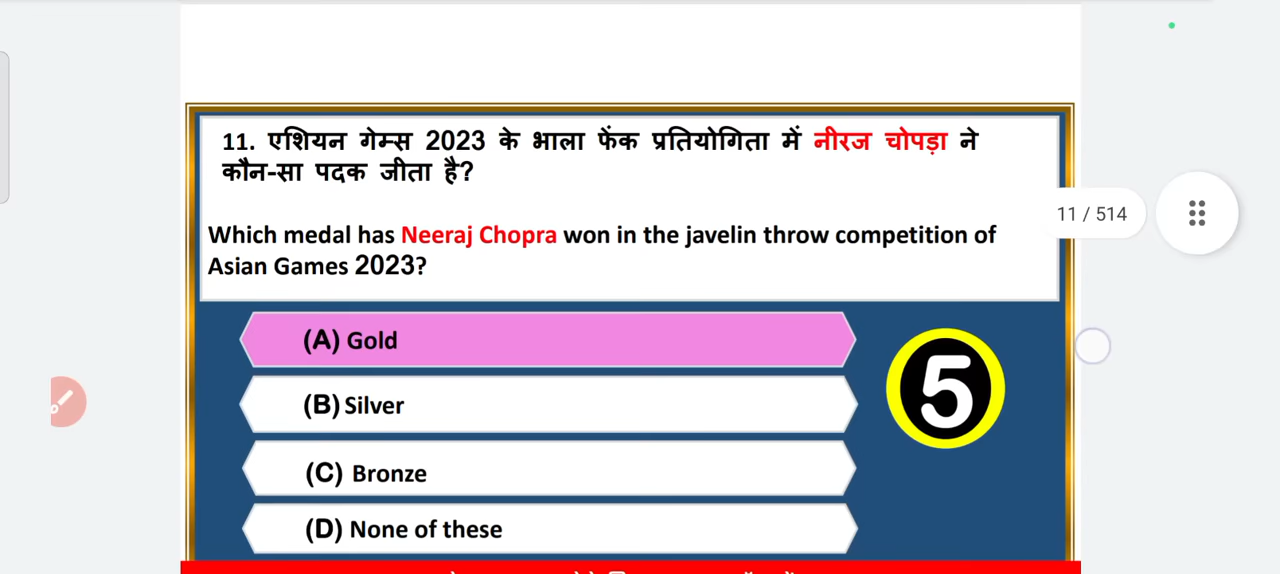 11. एशियन गेम्स 2023 के भाला फेंक प्रतियोगिता में नीरज चोपड़ा ने
कौन-सा पदक जीता है?
11 / 514
Which medal has Neeraj Chopra won in the javelin throw competition of
Asian Games 2023?
(A) Gold
(B) Silver
5
(C) Bronze
(D) None of these